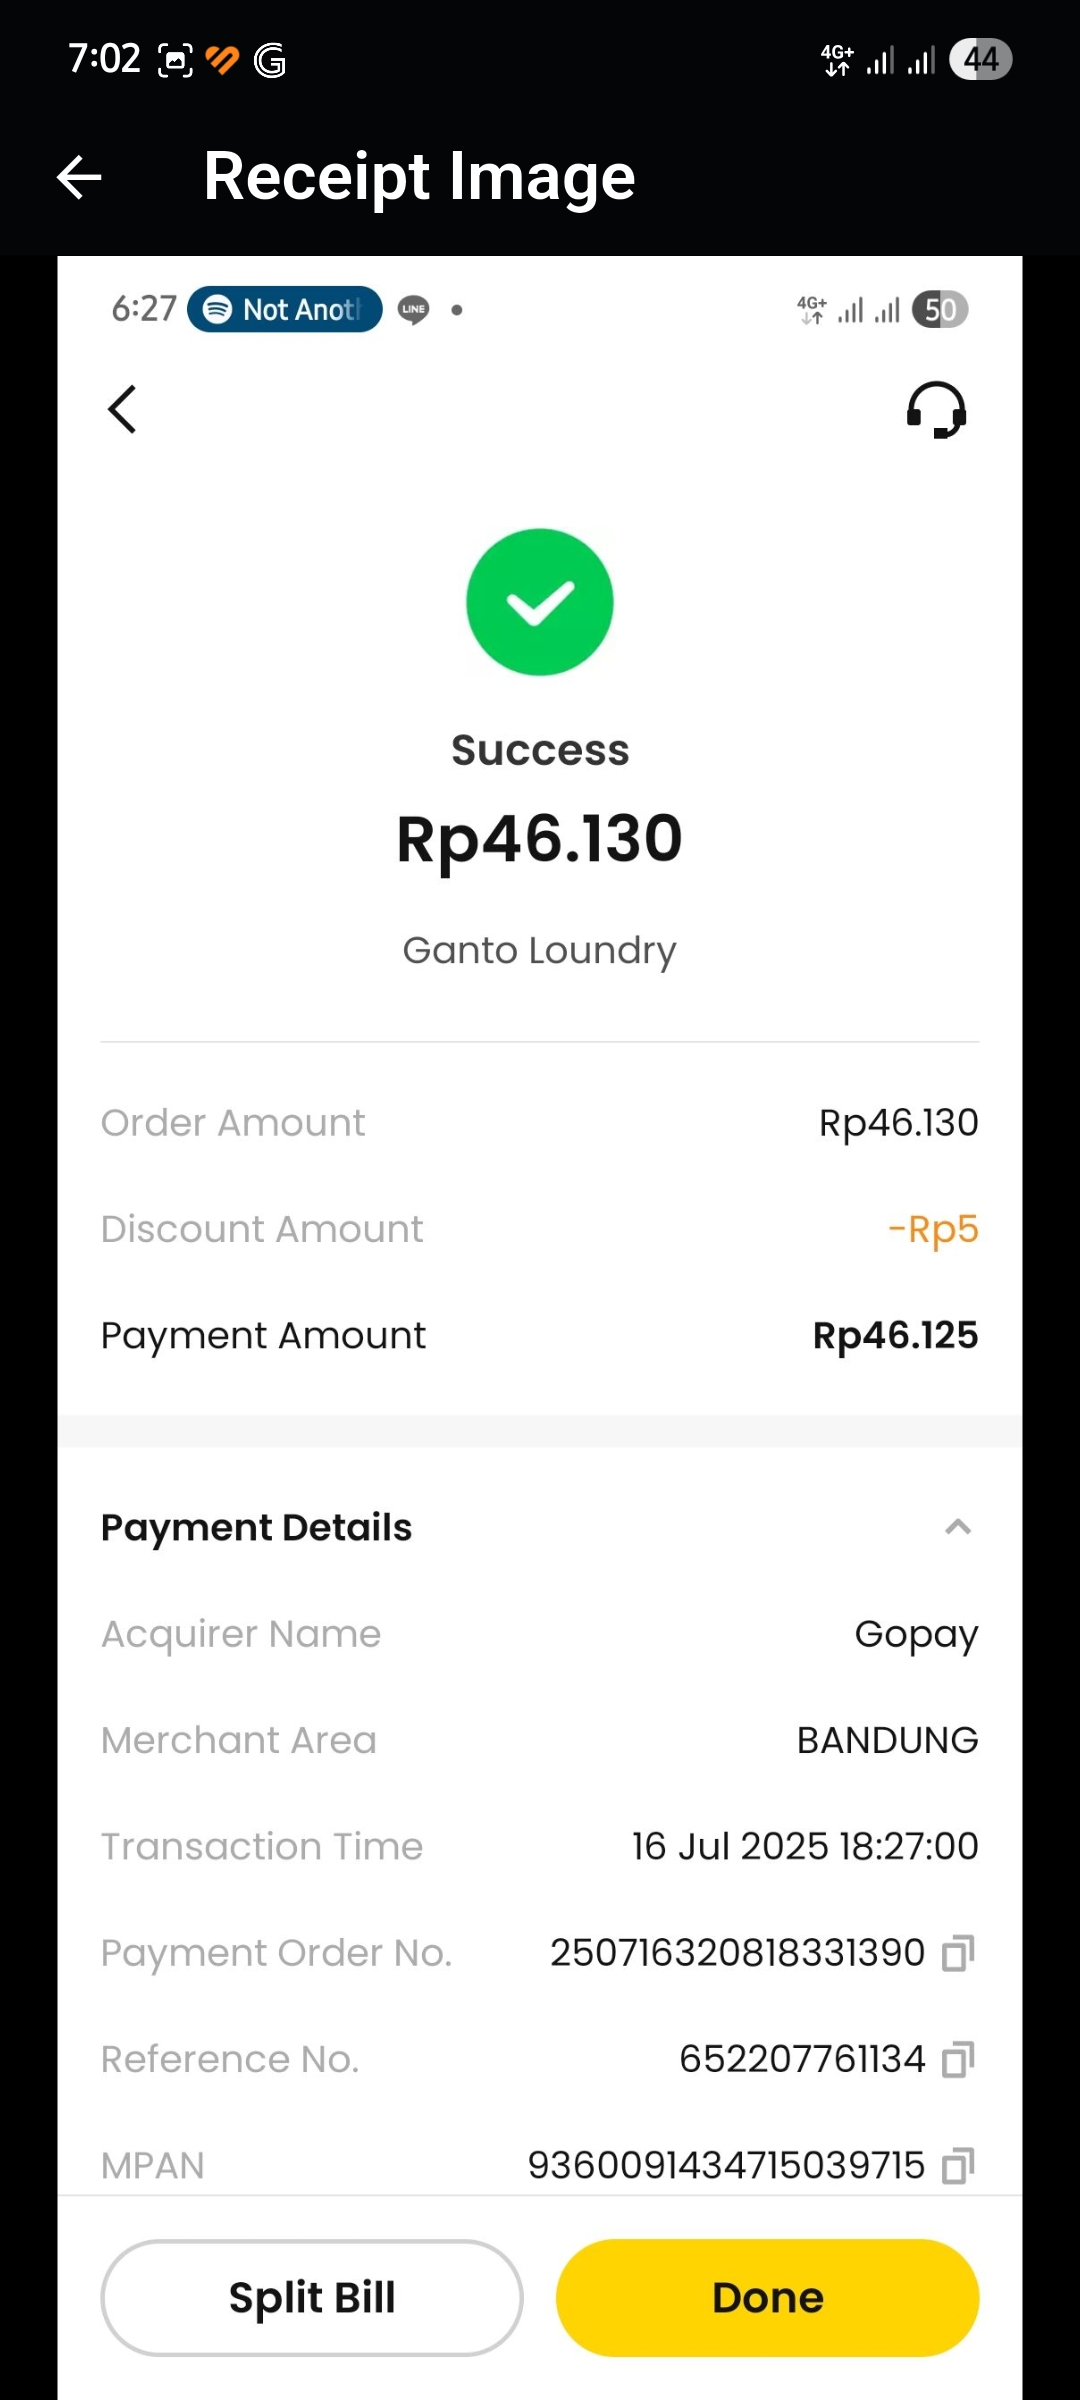 7:02
4G+
44
Receipt Image
6:27 Not Anot LINE
4G+
50
Success
Rp46.130
Ganto Loundry
Order Amount Rp46.130
Discount Amount -Rp5
Payment Amount Rp46.125
Payment Details
Acquirer Name Gopay
Merchant Area BANDUNG
Transaction Time 16 Jul 2025 18:27:00
Payment Order No. 250716320818331390
Reference No. 652207761134
MPAN 9360091434715039715
Split Bill Done